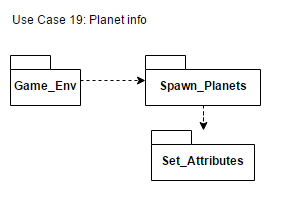 Use Case 19: Planet info
Game_Env
Spawn_Planets
Set_Attributes